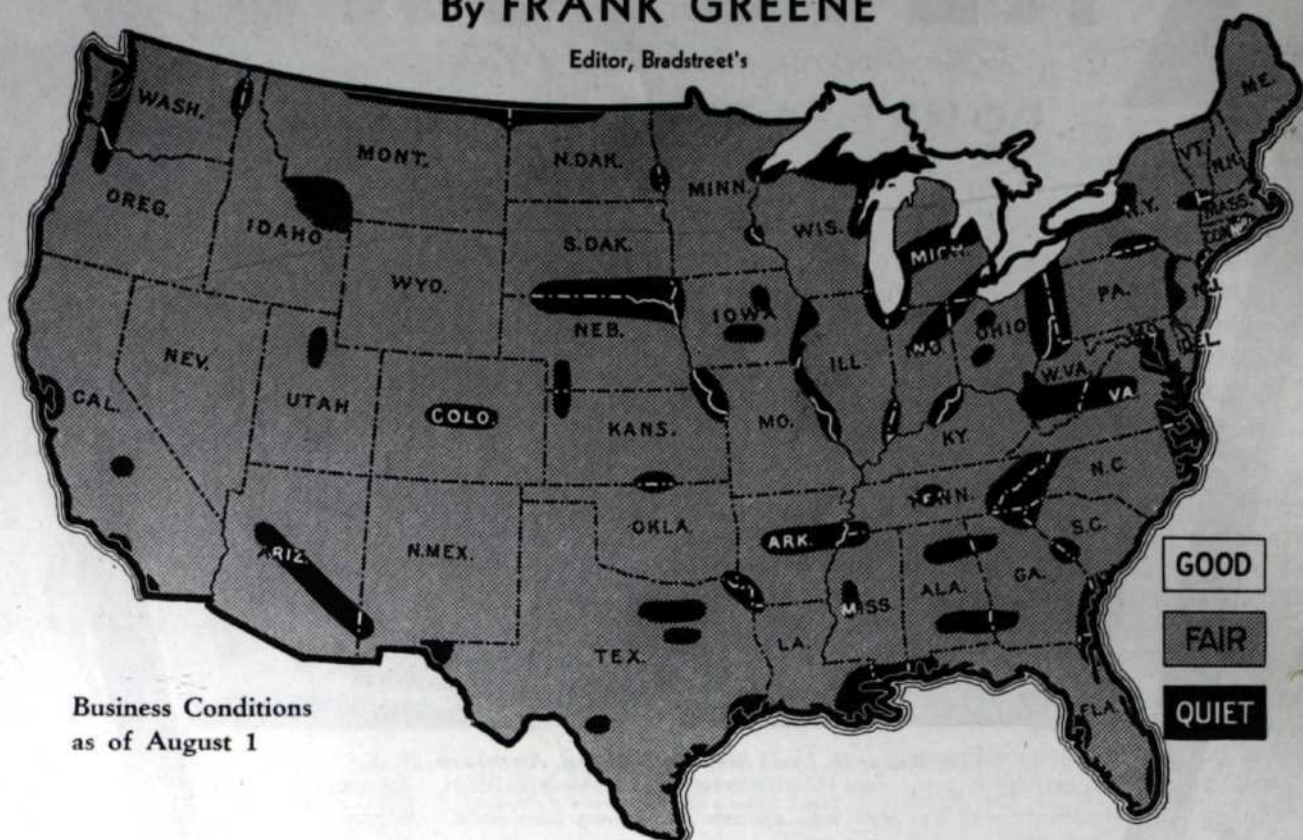 By FRANK GREENE
Editor, Bradstreet's
WASH.
MONT.
N.DAK.
MINN.
ME.
VT.
N.H.
OREG.
IDAHO
S.DAK.
WIS.
MICH.
N.Y.
MASS.
CONN.
WYO.
NEB.
IOWA
PA.
N.J.
NEV.
UTAH
COLO.
KANS.
MO.
ILL
IND.
OHIO
W.VA.
VA.
DEL.
CAL.
KY.
ARIZ.
N.MEX.
OKLA.
ARK.
TENN.
N.C.
S.C.
TEX.
LA.
MISS
ALA.
GA.
FLA.
GOOD
FAIR
QUIET
Business Conditions
as of August 1